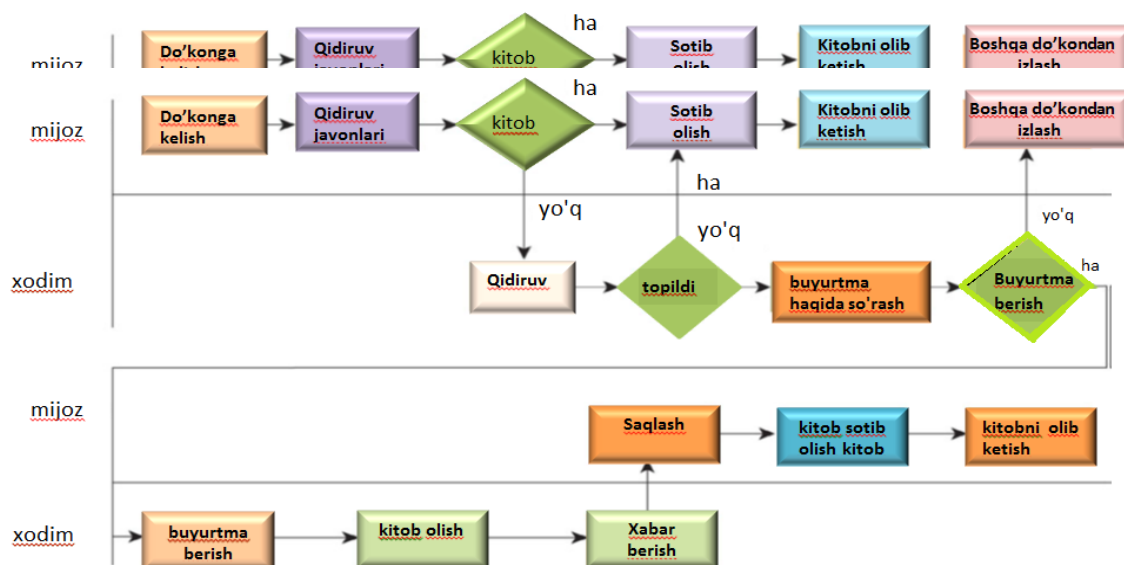 ha
Do’konga
Qidiruv
kitob
Sotib
olish
Kitobni olib
ketish
Boshqa do’kondan
izlash
mijoz
ha
mijoz
Do’konga
kelish
Qidiruv
javonlari
kitob
Sotib
olish
Kitobni olib
ketish
Boshqa do’kondan
izlash
ha
yo'q
yo'q
yo'q
xodim
Qidiruv
topildi
buyurtma
haqida so'rash
Buyurtma
berish
ha
mijoz
Saqlash
kitob sotib
olish kitob
kitobni olib
ketish
xodim
buyurtma
berish
kitob olish
Xabar
berish